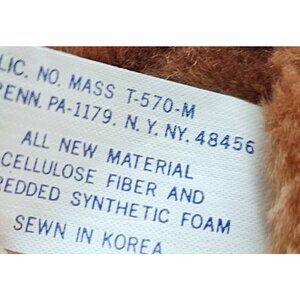 LIC. NO. MASS T-570-M
PENN. PA-1179. N. Y. NY. 48456
ALL NEW MATERIAL
CELLULOSE FIBER AND
REDDED SYNTHETIC FOAM
SEWN IN KOREA